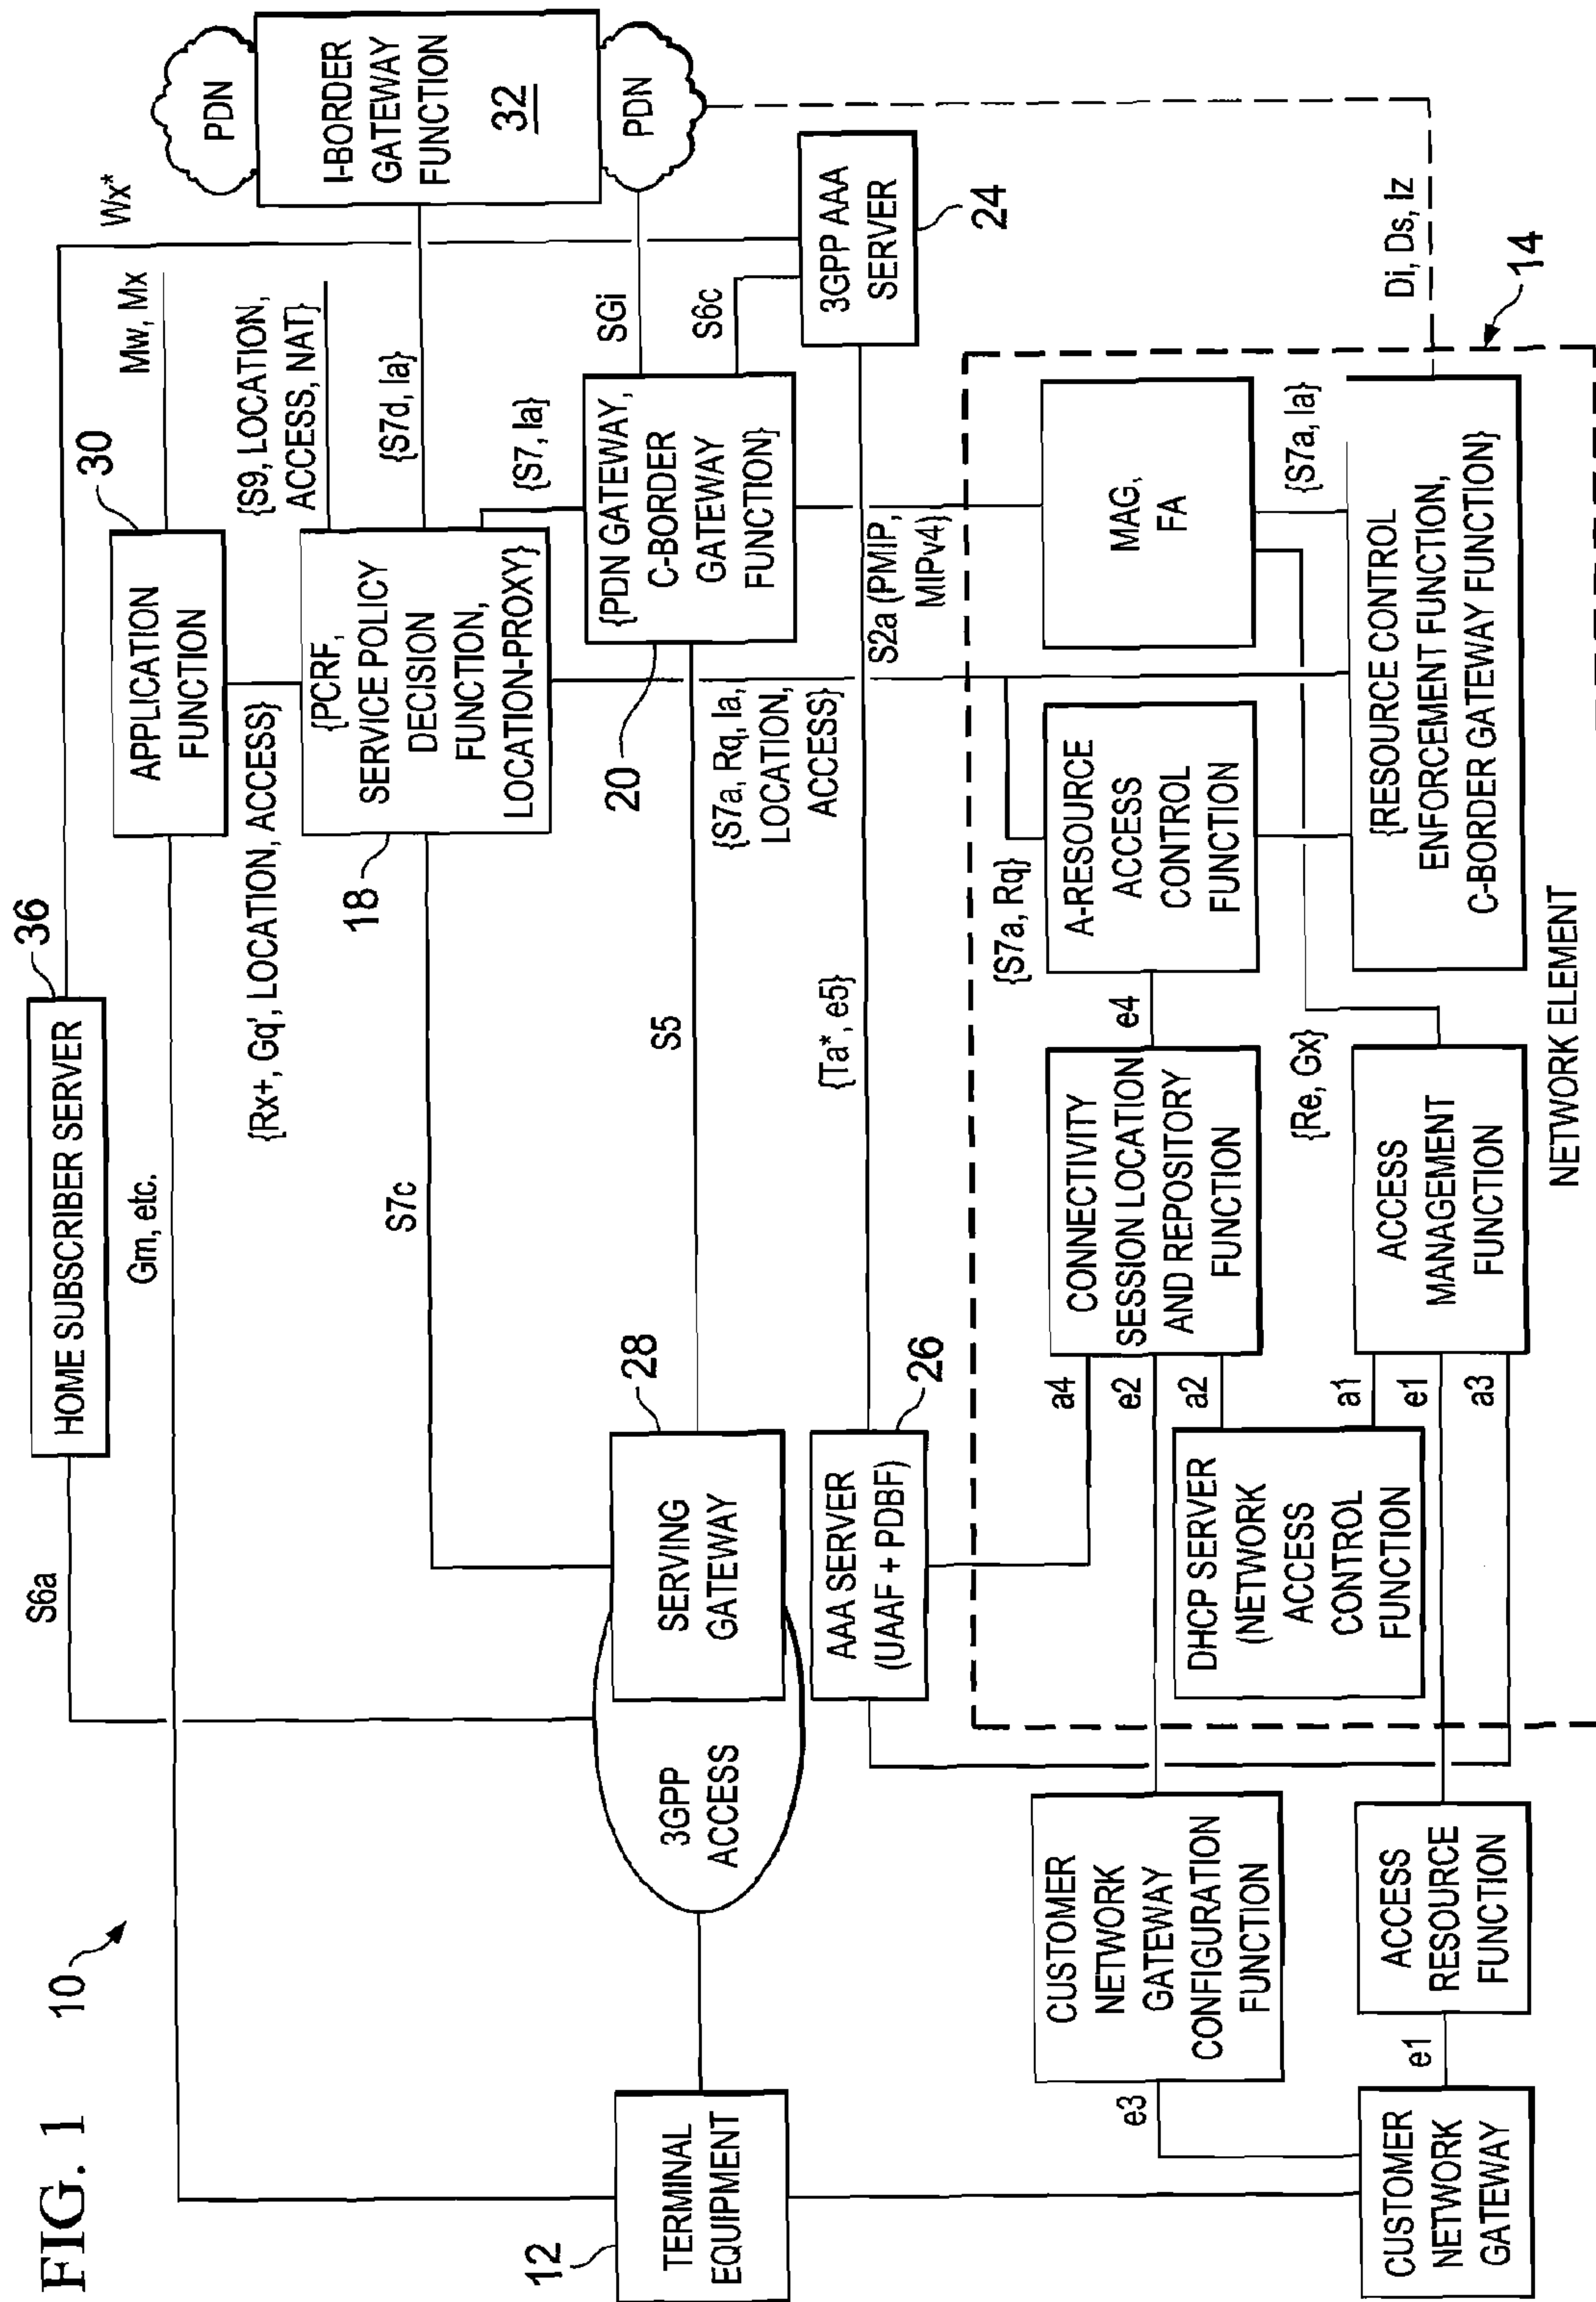 FIG. 1
10
HOME SUBSCRIBER SERVER
36
S6a
Wx*
Gm, etc.
APPLICATION
FUNCTION
30
Mw, Mx
{Rx+, Gq', LOCATION, ACCESS}
{S9, LOCATION,
ACCESS, NAT}
{PCRF,
SERVICE POLICY
DECISION
FUNCTION,
LOCATION-PROXY}
18
S7c
{S7d, Ia}
{S7, Ia}
PDN
I-BORDER
GATEWAY
FUNCTION
32
PDN
TERMINAL
EQUIPMENT
12
3GPP
ACCESS
SERVING
GATEWAY
28
S5
{PDN GATEWAY,
C-BORDER
GATEWAY
FUNCTION}
20
SGi
S6c
{S7a, Rq, Ia,
LOCATION,
ACCESS}
AAA SERVER
(UAAF + PDBF)
26
{Ta*, e5}
S2a (PMIP,
MIPv4}
3GPP AAA
SERVER
24
Di, Ds, Iz
14
CUSTOMER
NETWORK
GATEWAY
CONFIGURATION
FUNCTION
e3
a4
e2
a2
CONNECTIVITY
SESSION LOCATION
AND REPOSITORY
FUNCTION
e4
{S7a, Rq}
A-RESOURCE
ACCESS
CONTROL
FUNCTION
MAG,
FA
{S7a, Ia}
DHCP SERVER
(NETWORK
ACCESS
CONTROL
FUNCTION
a1
e1
a3
{Re, Gx}
CUSTOMER
NETWORK
GATEWAY
e1
ACCESS
RESOURCE
FUNCTION
ACCESS
MANAGEMENT
FUNCTION
{RESOURCE CONTROL
ENFORCEMENT FUNCTION,
C-BORDER GATEWAY FUNCTION}
NETWORK ELEMENT